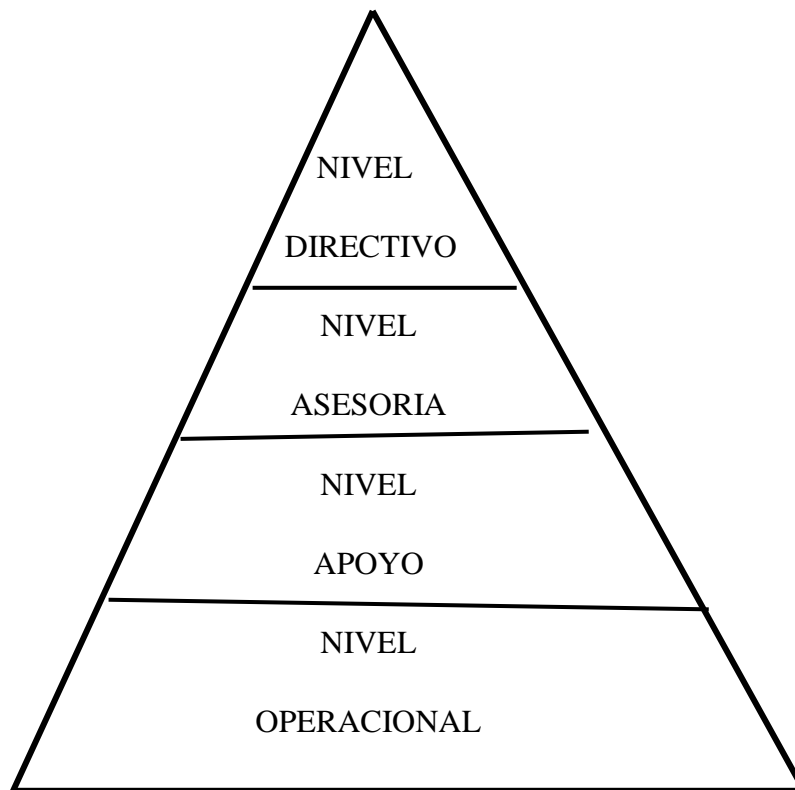 NIVEL
DIRECTIVO
NIVEL
ASESORIA
NIVEL
APOYO
NIVEL
OPERACIONAL